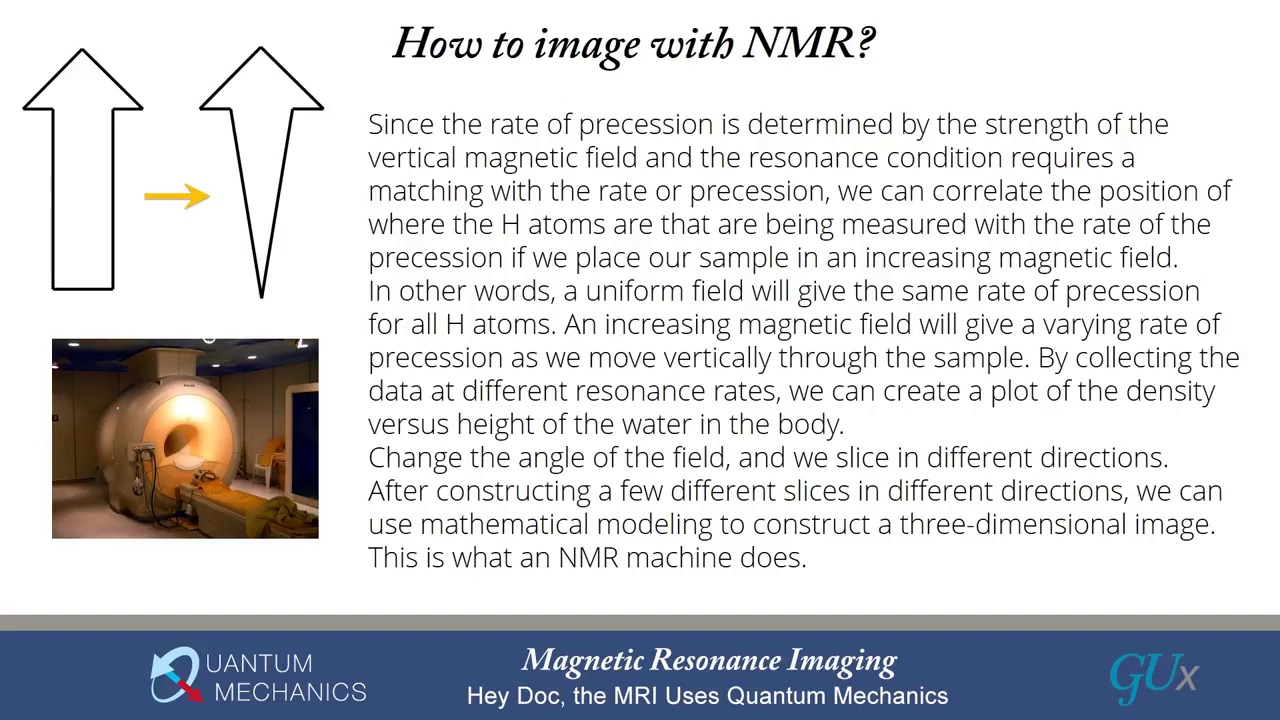 How to image with NMR?
Since the rate of precession is determined by the strength of the
vertical magnetic field and the resonance condition requires a
matching with the rate or precession, we can correlate the position of
where the H atoms are that are being measured with the rate of the
precession if we place our sample in an increasing magnetic field.
In other words, a uniform field will give the same rate of precession
for all H atoms. An increasing magnetic field will give a varying rate of
precession as we move vertically through the sample. By collecting the
data at different resonance rates, we can create a plot of the density
versus height of the water in the body.
Change the angle of the field, and we slice in different directions.
After constructing a few different slices in different directions, we can
use mathematical modeling to construct a three-dimensional image.
This is what an NMR machine does.
QUANTUM
MECHANICS
Magnetic Resonance Imaging
Hey Doc, the MRI Uses Quantum Mechanics
GUx